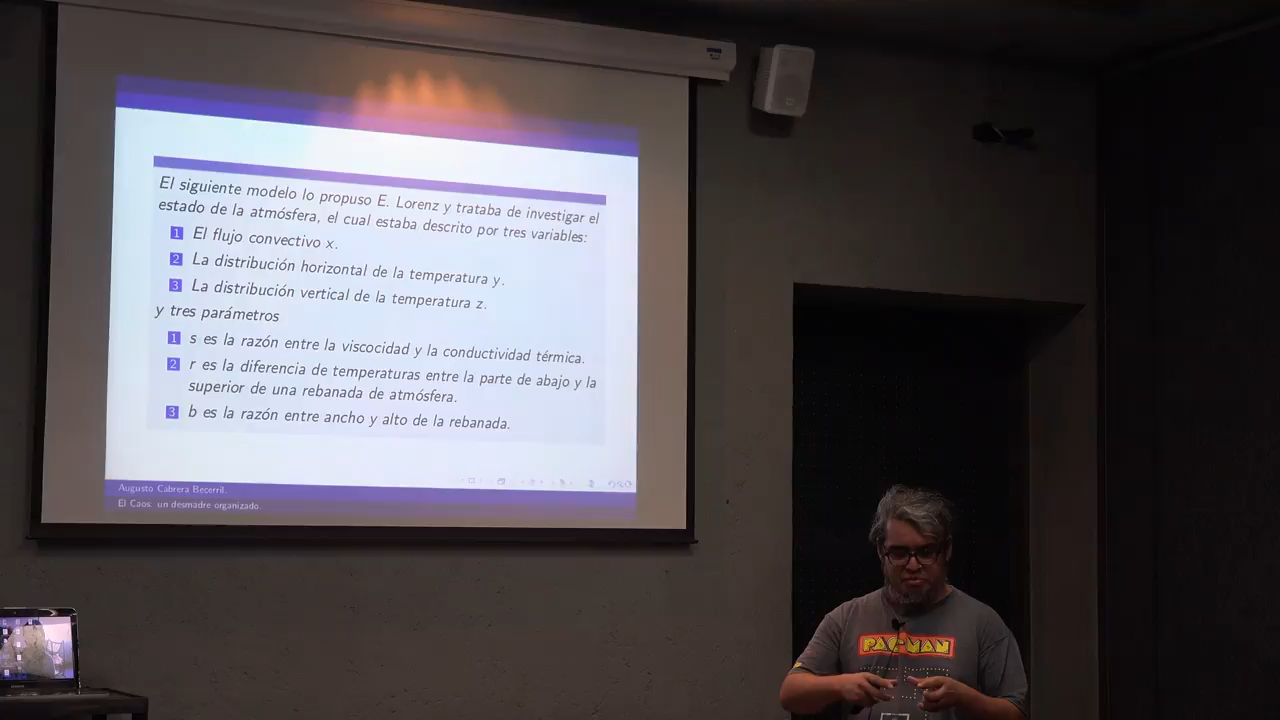 El siguiente modelo lo propuso E. Lorenz y trataba de investigar el
estado de la atmósfera, el cual estaba descrito por tres variables:
1 El flujo convectivo x.
2 La distribución horizontal de la temperatura y.
3 La distribución vertical de la temperatura z.
y tres parámetros
1 s es la razón entre la viscocidad y la conductividad térmica.
2 r es la diferencia de temperaturas entre la parte de abajo y la
superior de una rebanada de atmósfera.
3 b es la razón entre ancho y alto de la rebanada.
Augusto Cabrera Becerril.
El Caos: un desmadre organizado.
PAC-MAN